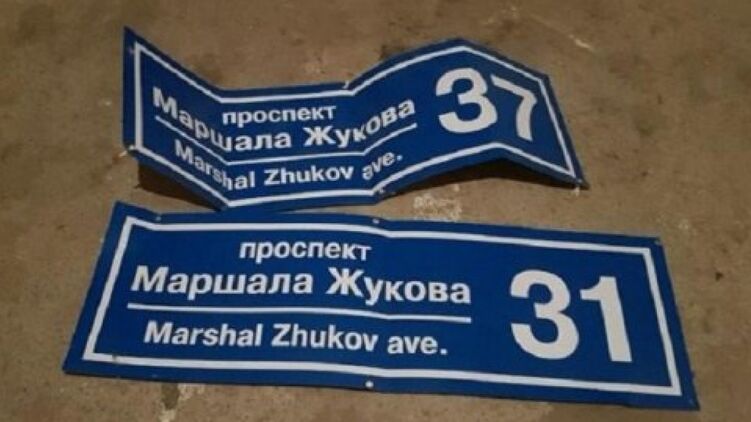 проспект
Маршала Жукова
Marshal Zhukov ave.
37
проспект
Маршала Жукова
Marshal Zhukov ave.
31